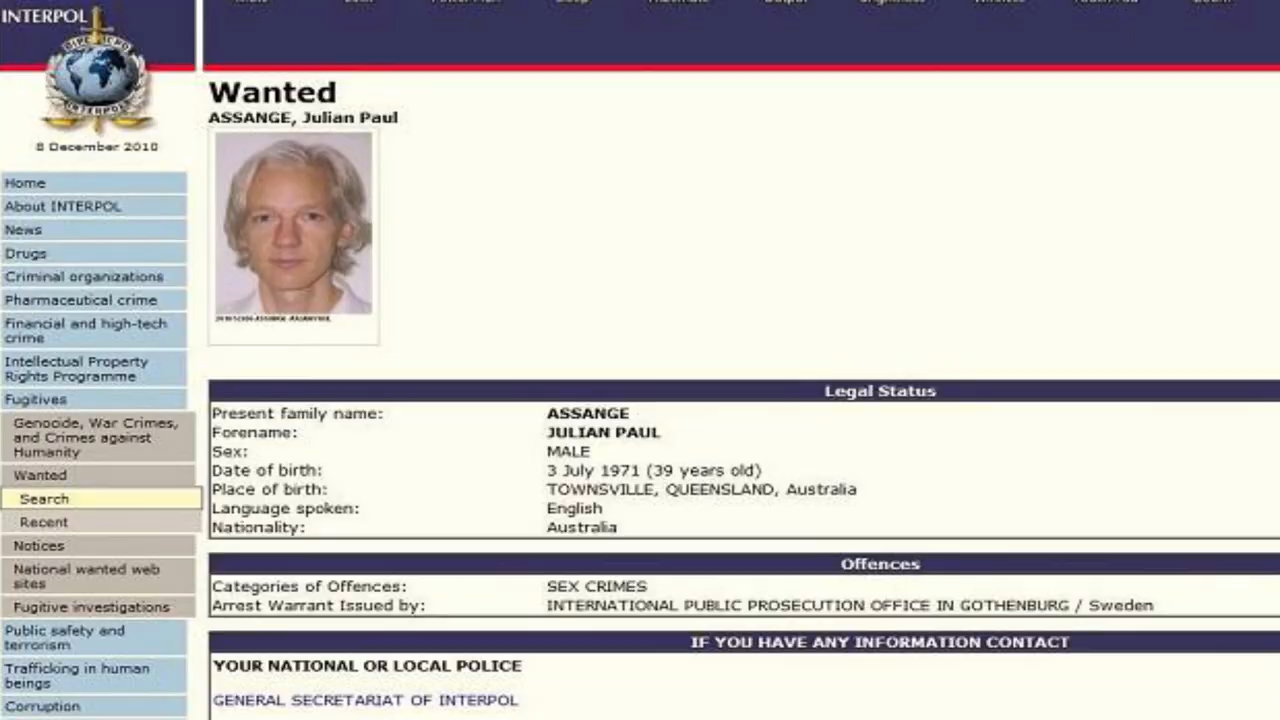 INTERPOL
OIPC ICPO
INTERPOL
8 December 2010
Home
About INTERPOL
News
Drugs
Criminal organizations
Pharmaceutical crime
Financial and high-tech
crime
Intellectual Property
Rights Programme
Fugitives
Genocide, War Crimes,
and Crimes against
Humanity
Wanted
Search
Recent
Notices
National wanted web
sites
Fugitive investigations
Public safety and
terrorism
Trafficking in human
beings
Corruption
Wanted
ASSANGE, Julian Paul
Legal Status
Present family name: ASSANGE
Forename: JULIAN PAUL
Sex: MALE
Date of birth: 3 July 1971 (39 years old)
Place of birth: TOWNSVILLE, QUEENSLAND, Australia
Language spoken: English
Nationality: Australia
Offences
Categories of Offences: SEX CRIMES
Arrest Warrant Issued by: INTERNATIONAL PUBLIC PROSECUTION OFFICE IN GOTHENBURG / Sweden
IF YOU HAVE ANY INFORMATION CONTACT
YOUR NATIONAL OR LOCAL POLICE
GENERAL SECRETARIAT OF INTERPOL